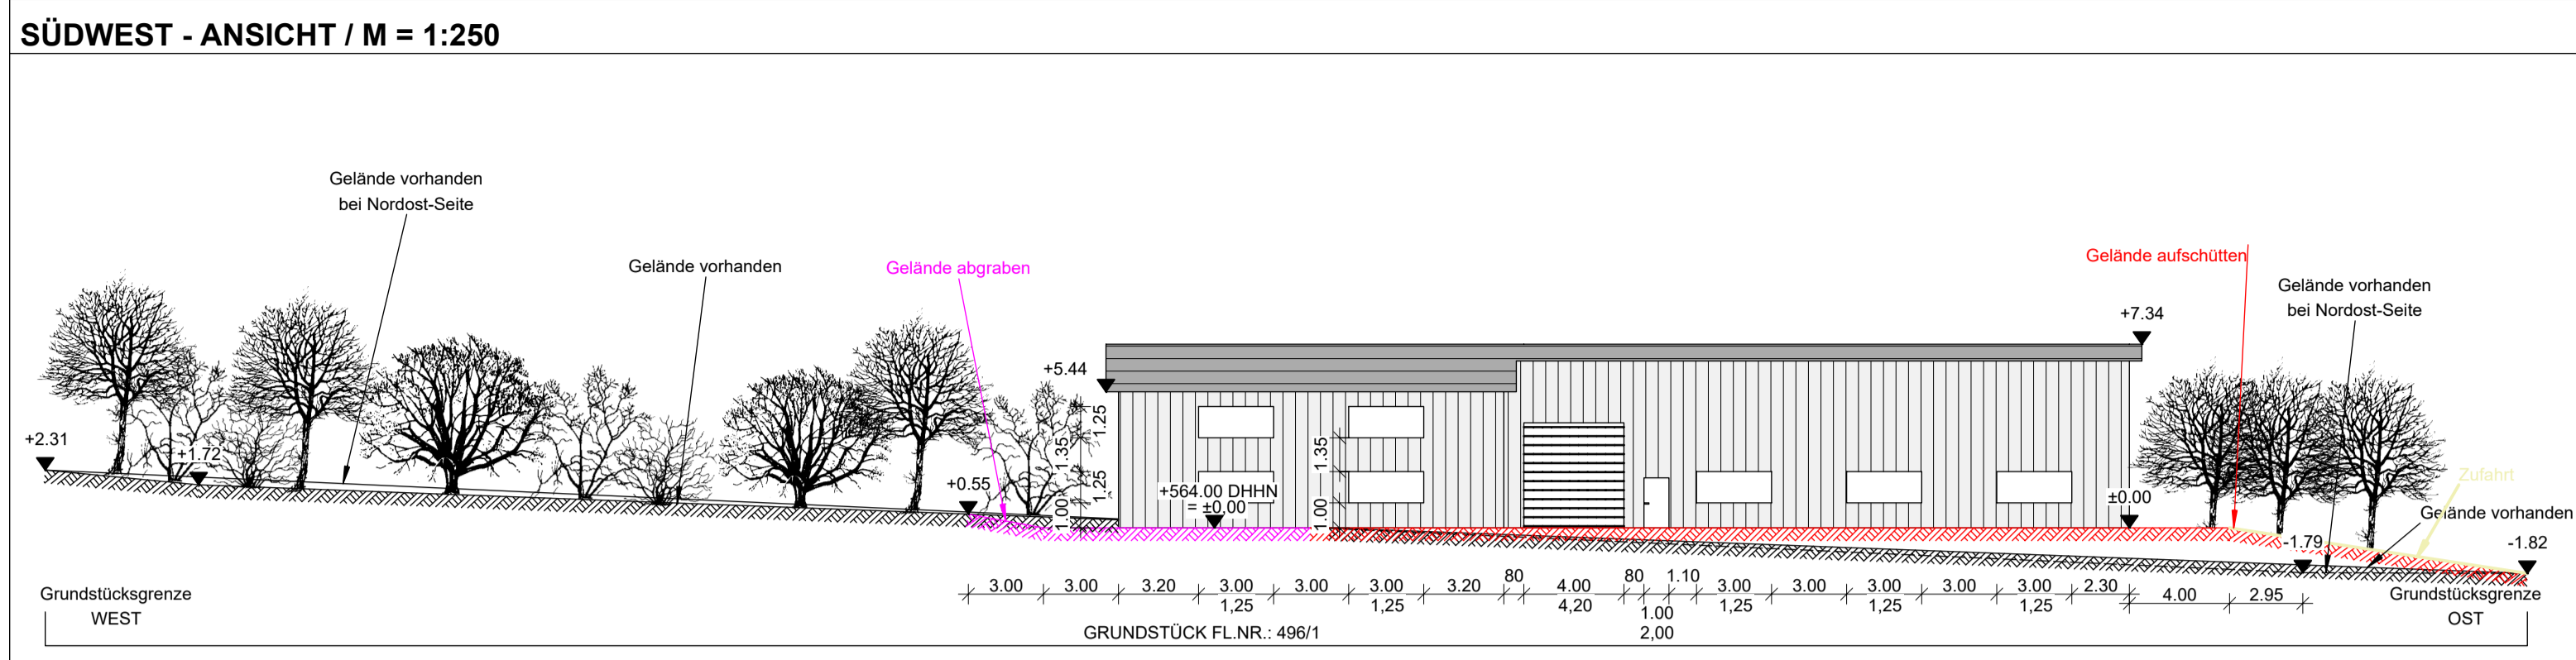 SÜDWEST - ANSICHT / M = 1:250
Gelände vorhanden
bei Nordost-Seite
Gelände vorhanden
Gelände abgraben
Gelände aufschütten
Gelände vorhanden
bei Nordost-Seite
+7.34
+5.44
+2.31
+1.72
+0.55
1.25
1.35
1.25
1.00
1.35
1.00
+564.00 DHHN
= ±0.00
±0.00
Zufahrt
Gelände vorhanden
-1.79
-1.82
3.00 3.00 3.20 3.00 3.00 3.00 3.20 80 4.00 80 1.10 3.00 3.00 3.00 3.00 3.00 2.30 4.00 2.95
1,25 1,25 4,20 1.00 1,25 1,25 1,25
2,00
Grundstücksgrenze
WEST
GRUNDSTÜCK FL.NR.: 496/1
Grundstücksgrenze
OST